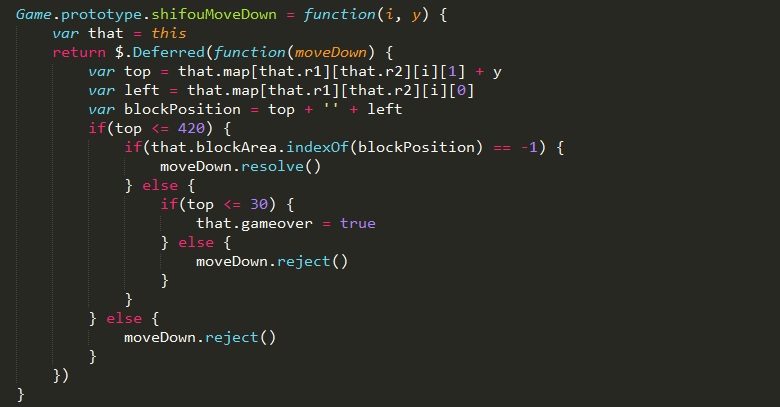 Game.prototype.shifouMoveDown = function(i, y) {
    var that = this
    return $.Deferred(function(moveDown) {
        var top = that.map[that.r1][that.r2][i][1] + y
        var left = that.map[that.r1][that.r2][i][0]
        var blockPosition = top + '' + left
        if(top <= 420) {
            if(that.blockArea.indexOf(blockPosition) == -1) {
                moveDown.resolve()
            } else {
                if(top <= 30) {
                    that.gameover = true
                } else {
                    moveDown.reject()
                }
            }
        } else {
            moveDown.reject()
        }
    })
}